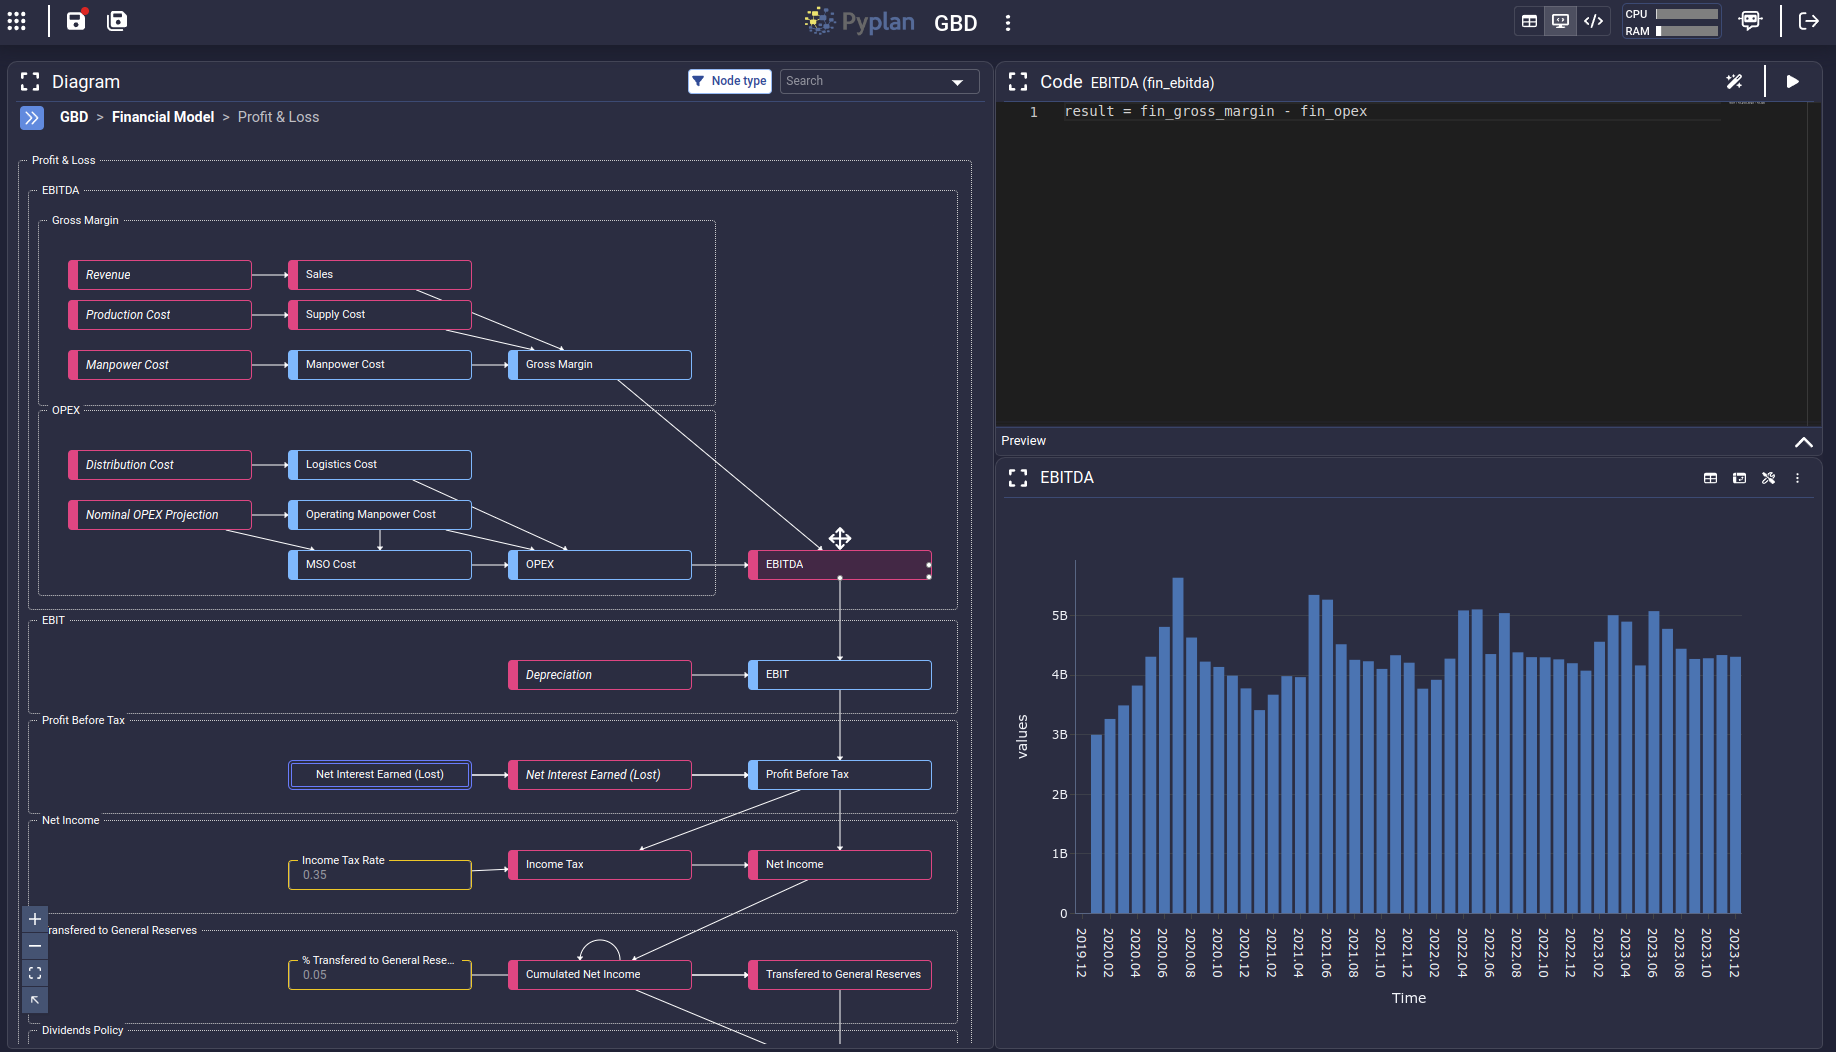 Pyplan GBD
CPU
RAM
Diagram
Node type
Search
GBD > Financial Model > Profit & Loss
Profit & Loss
EBITDA
Gross Margin
Revenue
Sales
Production Cost
Supply Cost
Manpower Cost
Manpower Cost
Gross Margin
OPEX
Distribution Cost
Logistics Cost
Nominal OPEX Projection
Operating Manpower Cost
MSO Cost
OPEX
EBITDA
EBIT
Depreciation
EBIT
Profit Before Tax
Net Interest Earned (Lost)
Net Interest Earned (Lost)
Profit Before Tax
Net Income
Income Tax Rate
0.35
Income Tax
Net Income
ransfered to General Reserves
% Transfered to General Rese...
0.05
Cumulated Net Income
Transfered to General Reserves
Dividends Policy
Code EBITDA (fin_ebitda)
1 result = fin_gross_margin - fin_opex
Preview
EBITDA
5B
4B
3B
2B
1B
0
values
2019.12
2020.02
2020.04
2020.06
2020.08
2020.10
2020.12
2021.02
2021.04
2021.06
2021.08
2021.10
2021.12
2022.02
2022.04
2022.06
2022.08
2022.10
2022.12
2023.02
2023.04
2023.06
2023.08
2023.10
2023.12
Time